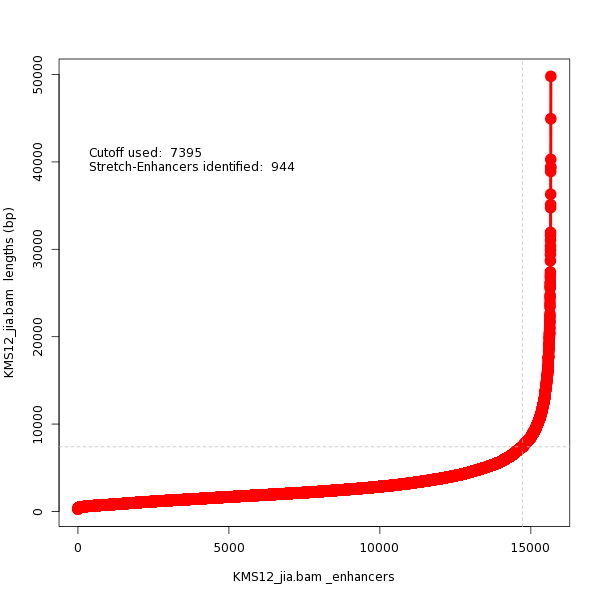 50000
40000
30000
20000
10000
0
KMS12_jia.bam  lengths (bp)
Cutoff used:  7395
Stretch-Enhancers identified:  944
0
5000
10000
15000
KMS12_jia.bam _enhancers